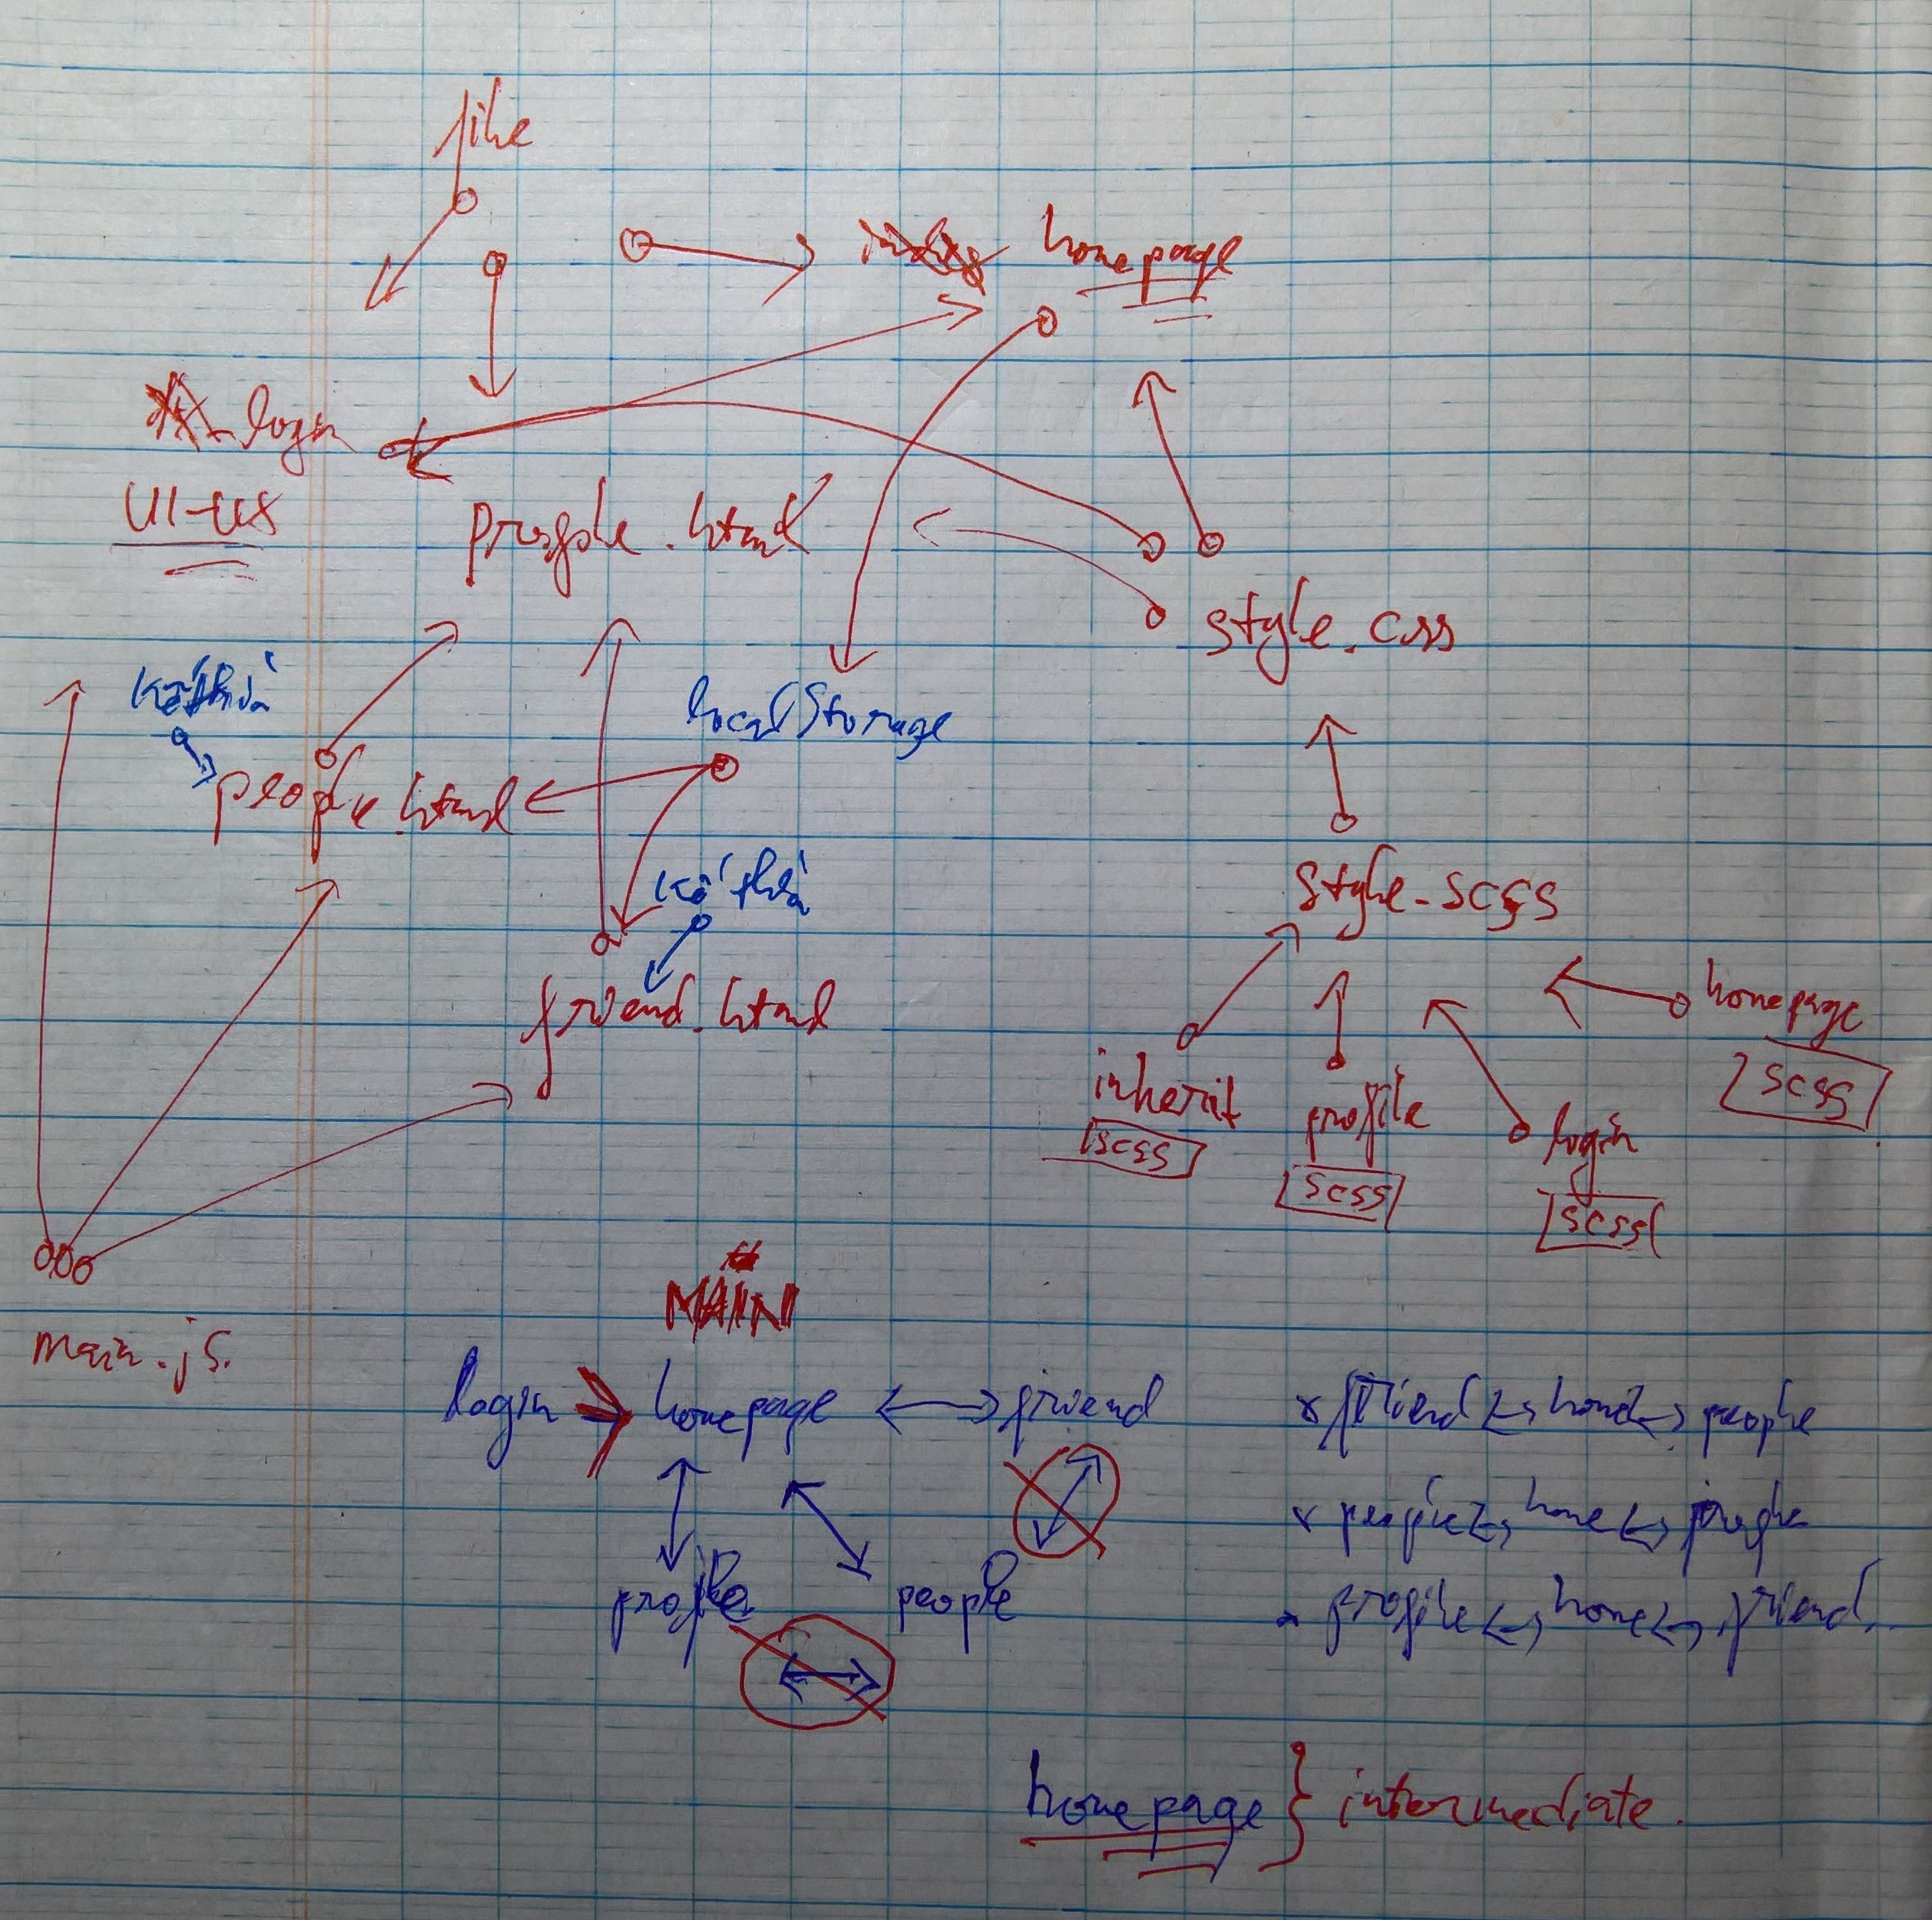 file
homepage
login
UI-UX
profile.html
style.css
kế thừa
localStorage
people.html
kế thừa
style-scss
friend.html
homepage
scss
inherit
scss
profile
scss
login
scss
MAIN
main.js.
login homepage friend
profile people
friend ↔ home ↔ people
people ↔ home ↔ profile
profile ↔ home ↔ friend.
homepage } intermediate.